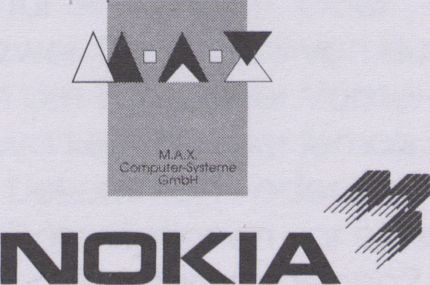 M.A.X
M.A.X.
Computer-Systeme
GmbH
NOKIA